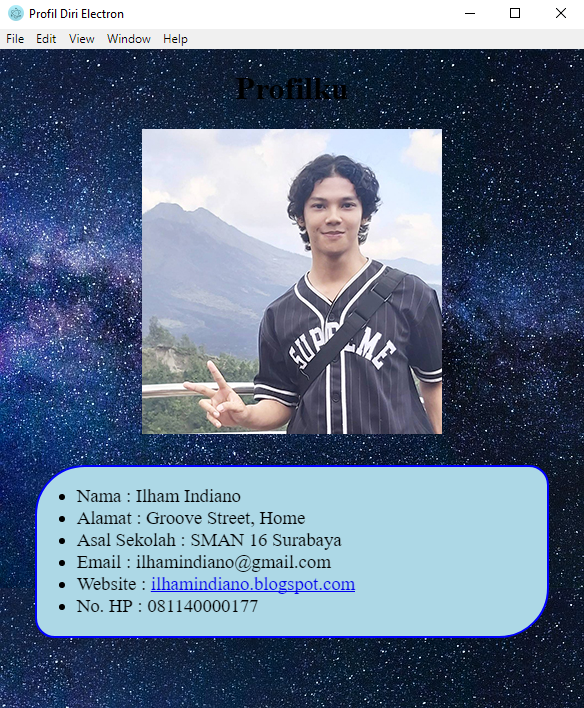 Profil Diri Electron
File Edit View Window Help
Profilku
SUPREME
Nama : Ilham Indiano
Alamat : Groove Street, Home
Asal Sekolah : SMAN 16 Surabaya
Email : ilhamindiano@gmail.com
Website : ilhamindiano.blogspot.com
No. HP : 081140000177